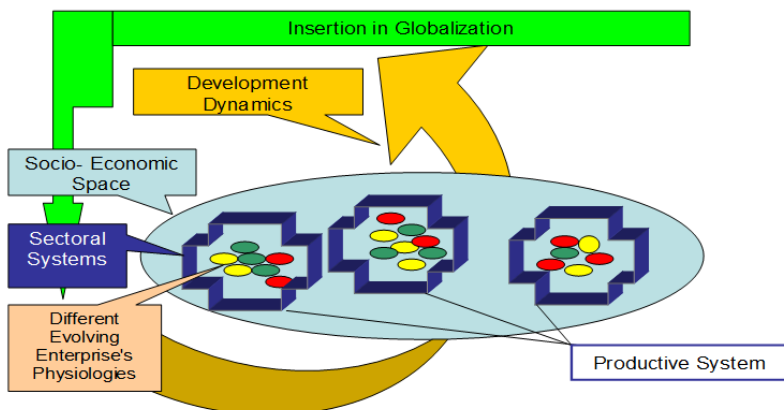 Insertion in Globalization
Development
Dynamics
Socio- Economic
Space
Sectoral
Systems
Different
Evolving
Enterprise's
Physiologies
Productive System